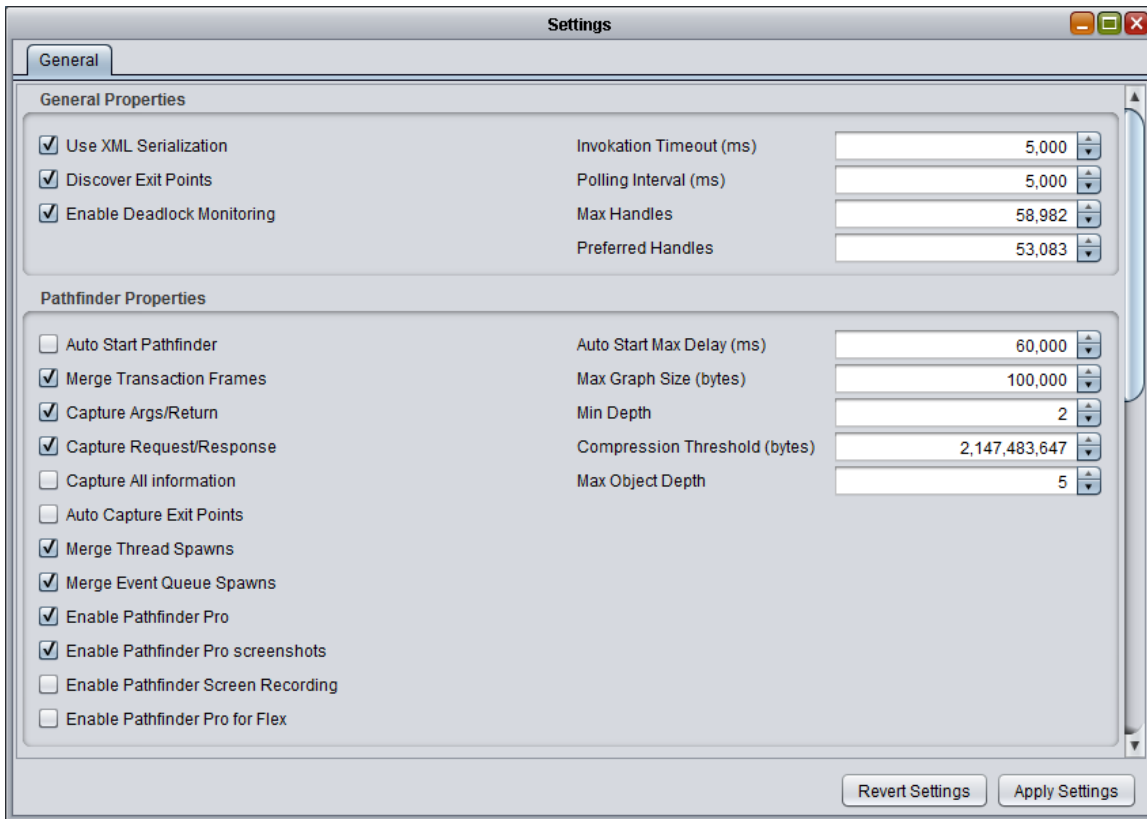 Settings
General
General Properties
Use XML Serialization
Invokation Timeout (ms) 5,000
Discover Exit Points
Polling Interval (ms) 5,000
Enable Deadlock Monitoring
Max Handles 58,982
Preferred Handles 53,083
Pathfinder Properties
Auto Start Pathfinder
Auto Start Max Delay (ms) 60,000
Merge Transaction Frames
Max Graph Size (bytes) 100,000
Capture Args/Return
Min Depth 2
Capture Request/Response
Compression Threshold (bytes) 2,147,483,647
Capture All information
Max Object Depth 5
Auto Capture Exit Points
Merge Thread Spawns
Merge Event Queue Spawns
Enable Pathfinder Pro
Enable Pathfinder Pro screenshots
Enable Pathfinder Screen Recording
Enable Pathfinder Pro for Flex
Revert Settings
Apply Settings